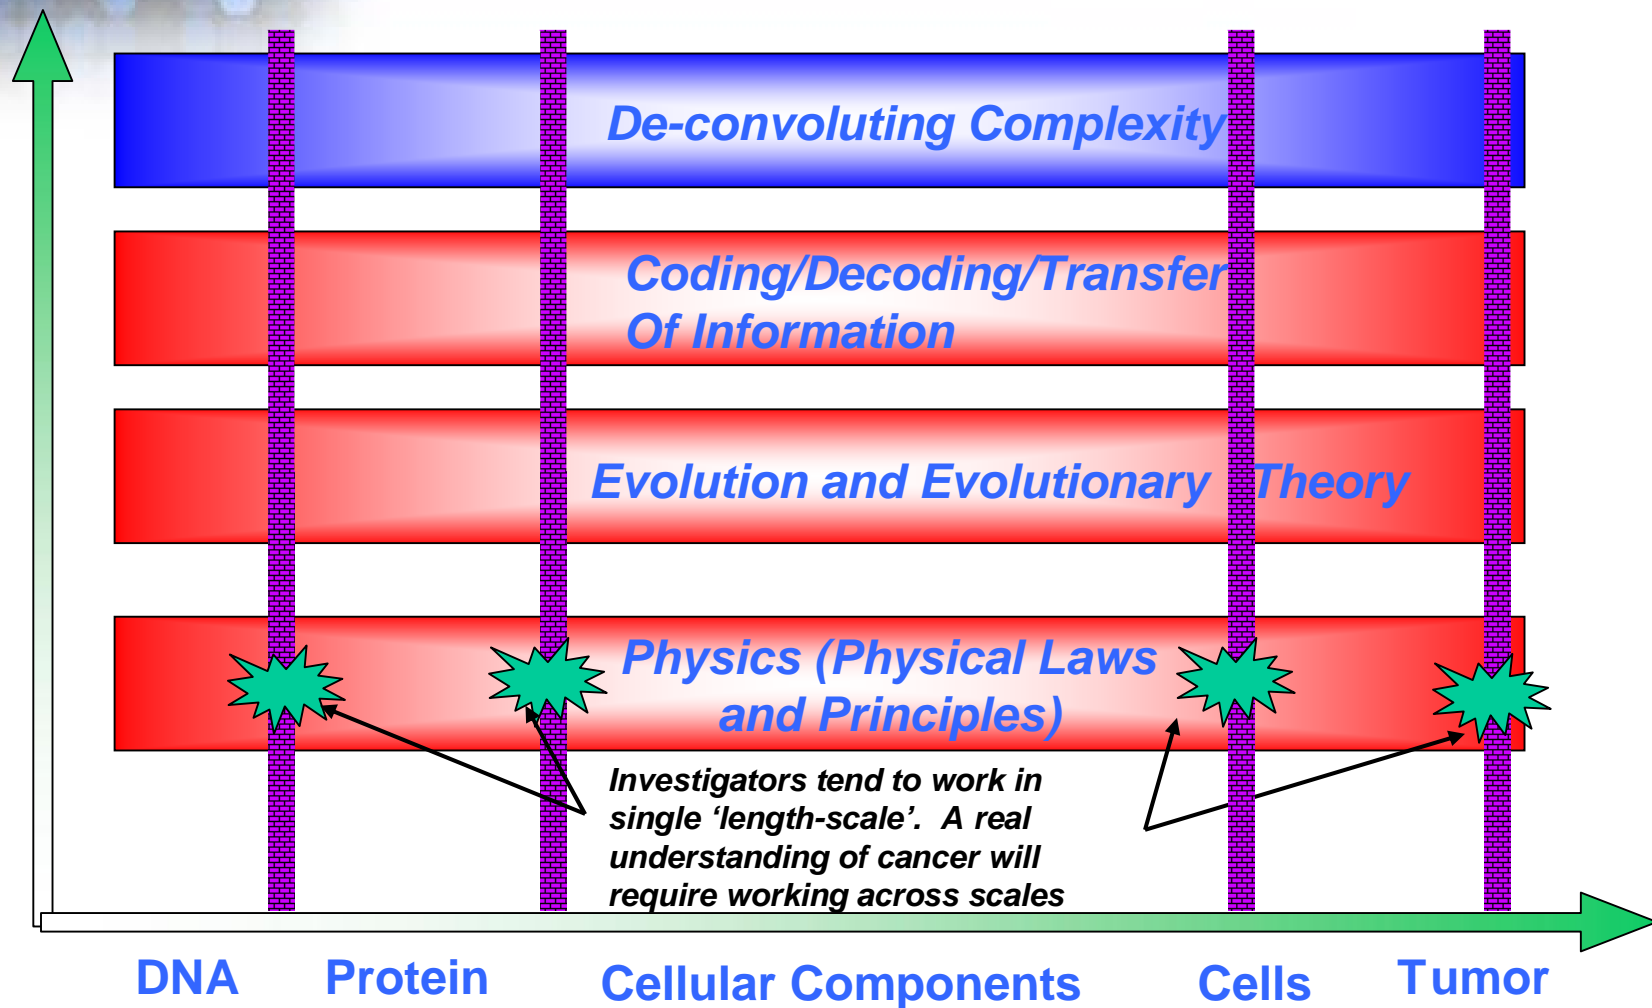 De-convoluting Complexity
Coding/Decoding/Transfer
Of Information
Evolution and Evolutionary Theory
Physics (Physical Laws
and Principles)
Investigators tend to work in
single ‘length-scale’. A real
understanding of cancer will
require working across scales
DNA Protein Cellular Components Cells Tumor